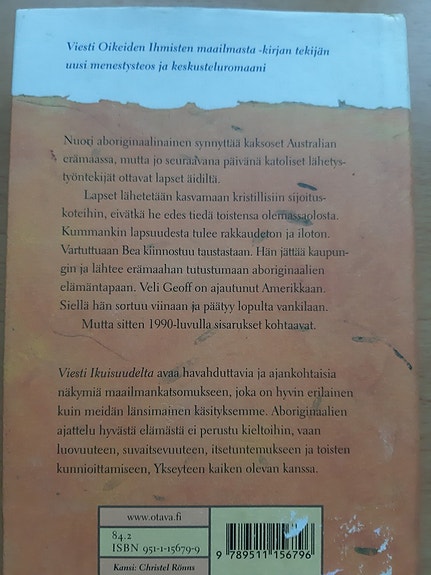 Viesti Oikeiden Ihmisten maailmasta -kirjan tekijän
uusi menestysteos ja keskusteluromaani
Nuori aboriginaalinainen synnyttää kaksoset Australian
erämaassa, mutta jo seuraavana päivänä katoliset lähetys-
työntekijät ottavat lapset äidiltä.
Lapset lähetetään kasvamaan kristillisiin sijoitus-
koteihin, eivätkä he edes tiedä toistensa olemassaolosta.
Kummankin lapsuudesta tulee rakkaudeton ja iloton.
Vartuttuaan Bea kiinnostuu taustastaan. Hän jättää kaupun-
gin ja lähtee erämaahan tutustumaan aboriginaalien
elämäntapaan. Veli Geoff on ajautunut Amerikkaan.
Siellä hän sortuu viinaan ja päätyy lopulta vankilaan.
Mutta sitten 1990-luvulla sisarukset kohtaavat.
Viesti Ikuisuudelta avaa havahduttavia ja ajankohtaisia
näkymiä maailmankatsomukseen, joka on hyvin erilainen
kuin meidän länsimainen käsityksemme. Aboriginaalien
ajattelu hyvästä elämästä ei perustu kieltoihin, vaan
luovuuteen, suvaitsevuuteen, itsetuntemukseen ja toisten
kunnioittamiseen, Ykseyteen kaiken olevan kanssa.
www.otava.fi
84.2
ISBN 951-1-15679-9
Kansi: Christel Rönns
9 789511 156796